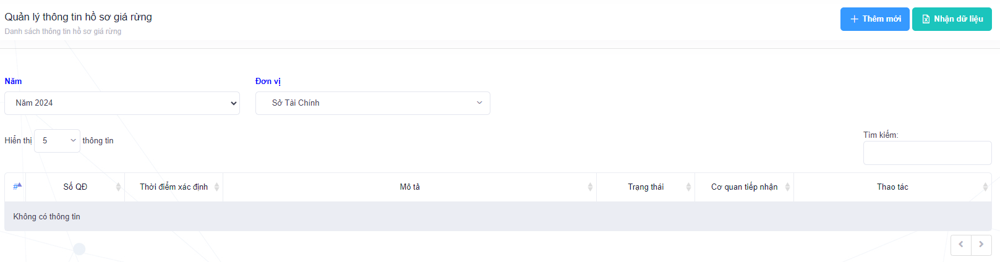 Quản lý thông tin hồ sơ giá rừng
Danh sách thông tin hồ sơ giá rừng
Thêm mới
Nhận dữ liệu
Năm
Đơn vị
Năm 2024
Sở Tài Chính
Hiển thị 5 thông tin
Tìm kiếm:
# Số QĐ Thời điểm xác định Mô tả Trạng thái Cơ quan tiếp nhận Thao tác
Không có thông tin